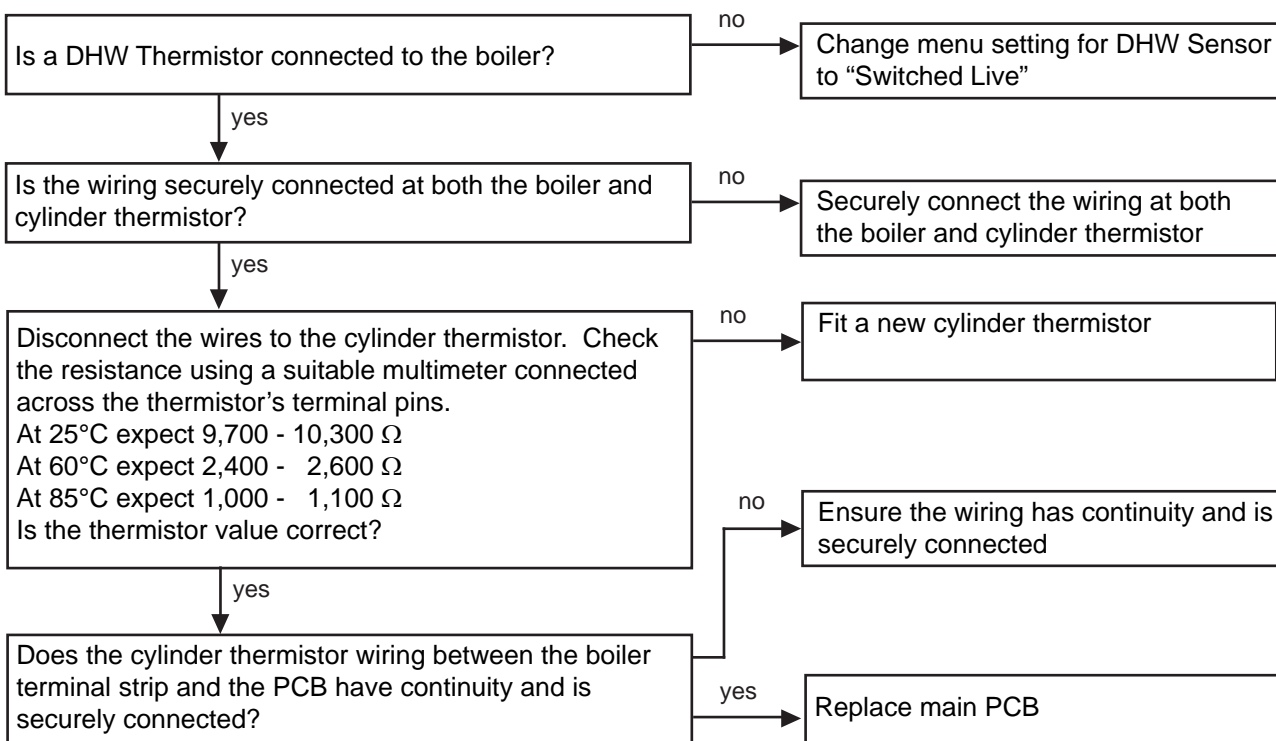 Is a DHW Thermistor connected to the boiler?
no
Change menu setting for DHW Sensor
to “Switched Live”
yes
Is the wiring securely connected at both the boiler and
cylinder thermistor?
no
Securely connect the wiring at both
the boiler and cylinder thermistor
yes
Disconnect the wires to the cylinder thermistor.  Check
the resistance using a suitable multimeter connected
across the thermistor’s terminal pins.
At 25°C expect 9,700 - 10,300 Ω
At 60°C expect 2,400 -   2,600 Ω
At 85°C expect 1,000 -   1,100 Ω
Is the thermistor value correct?
no
Fit a new cylinder thermistor
yes
Does the cylinder thermistor wiring between the boiler
terminal strip and the PCB have continuity and is
securely connected?
no
Ensure the wiring has continuity and is
securely connected
yes
Replace main PCB